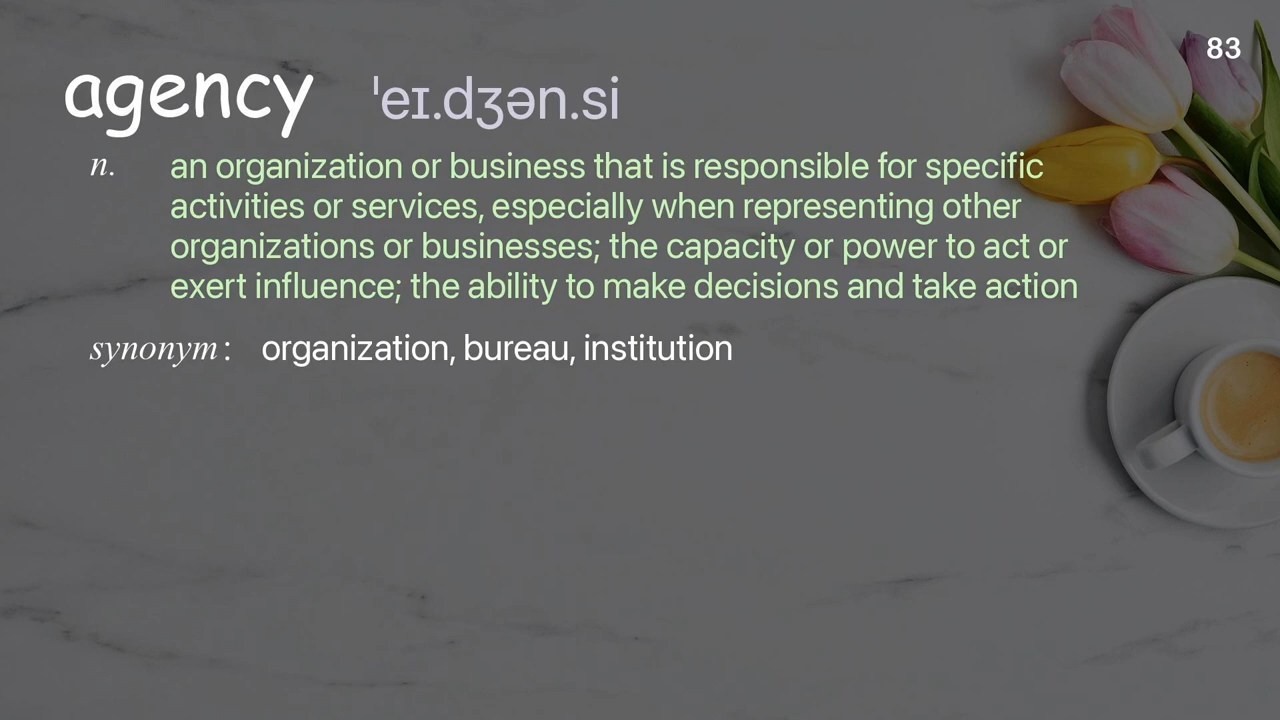 83
agency ˈeɪ.dʒən.si
n. an organization or business that is responsible for specific
activities or services, especially when representing other
organizations or businesses; the capacity or power to act or
exert influence; the ability to make decisions and take action
synonym: organization, bureau, institution